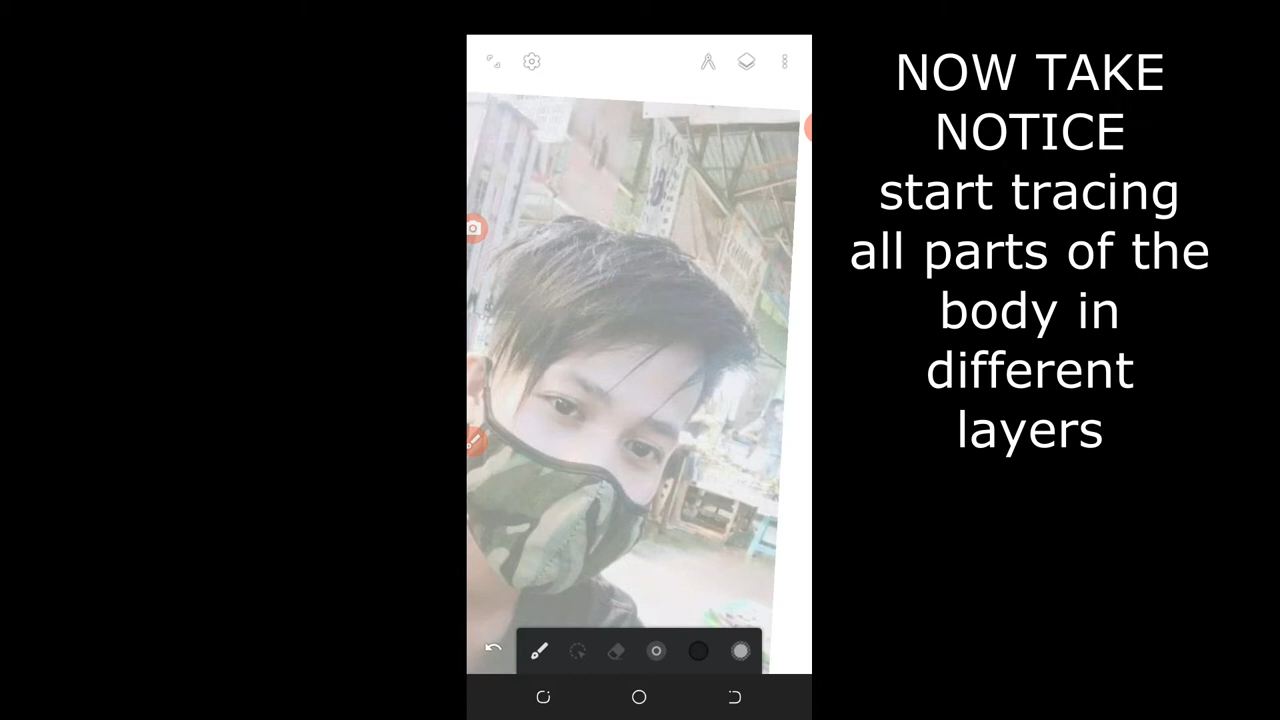 NOW TAKE
NOTICE
start tracing
all parts of the
body in
different
layers